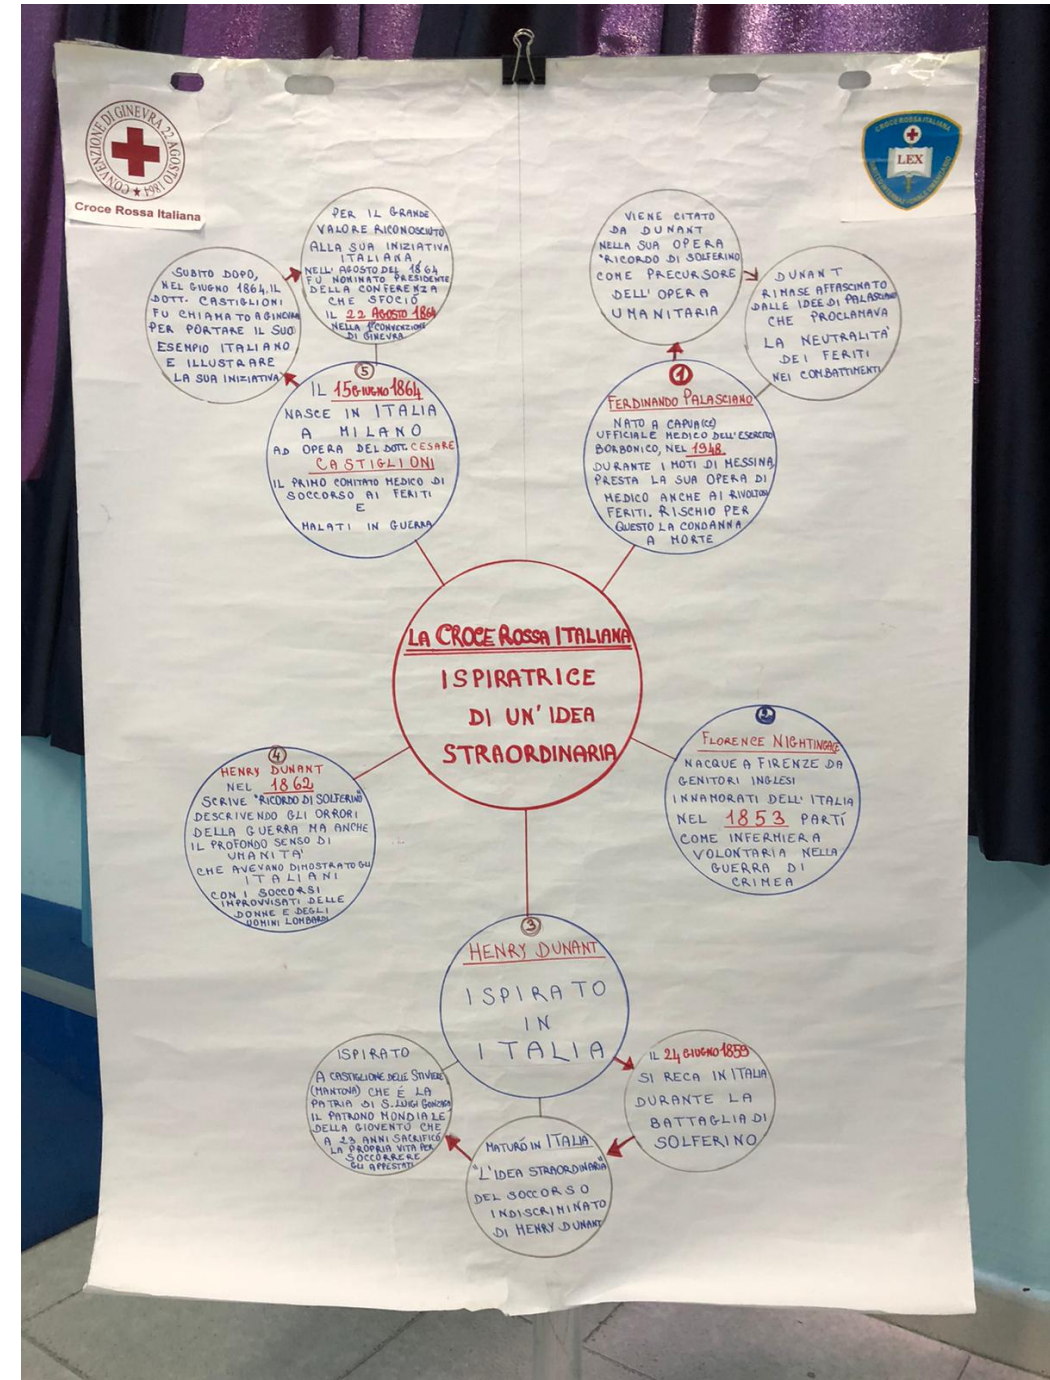 CONVENZIONE DI GINEVRA 22 AGOSTO 1864
Croce Rossa Italiana
CROCE ROSSA ITALIANA
LEX
DIRITTO INTERNAZIONALE UMANITARIO
PER IL GRANDE
VALORE RICONOSCIUTO
ALLA SUA INIZIATIVA
ITALIANA
NELL'AGOSTO DEL 1864
FU NOMINATO PRESIDENTE
DELLA CONFERENZA
CHE SFOCIÒ
IL 22 AGOSTO 1864
NELLA 1ª CONVENZIONE
DI GINEVRA
SUBITO DOPO,
NEL GIUGNO 1864, IL
DOTT. CASTIGLIONI
FU CHIAMATO A GINEVRA
PER PORTARE IL SUO
ESEMPIO ITALIANO
E ILLUSTRARE
LA SUA INIZIATIVA
5
IL 15 GIUGNO 1864
NASCE IN ITALIA
A MILANO
AD OPERA DEL DOTT. CESARE
CASTIGLIONI
IL PRIMO COMITATO MEDICO DI
SOCCORSO AI FERITI
E
MALATI IN GUERRA
VIENE CITATO
DA DUNANT
NELLA SUA OPERA
"RICORDO DI SOLFERINO
COME PRECURSORE
DELL'OPERA
UMANITARIA
DUNANT
RIMASE AFFASCINATO
DALLE IDEE DI PALASCIANO
CHE PROCLAMAVA
LA NEUTRALITA'
DEI FERITI
NEI COMBATTIMENTI
1
FERDINANDO PALASCIANO
NATO A CAPUA (CE)
UFFICIALE MEDICO DELL'ESERCITO
BORBONICO, NEL 1948
DURANTE I MOTI DI MESSINA
PRESTA LA SUA OPERA DI
MEDICO ANCHE AI RIVOLTOSI
FERITI. RISCHIO PER
QUESTO LA CONDANNA
A MORTE
LA CROCE ROSSA ITALIANA
ISPIRATRICE
DI UN'IDEA
STRAORDINARIA
2
FLORENCE NIGHTINGALE
NACQUE A FIRENZE DA
GENITORI INGLESI
INNAMORATI DELL'ITALIA
NEL 1853 PARTÍ
COME INFERMIERA
VOLONTARIA NELLA
GUERRA DI
CRIMEA
4
HENRY DUNANT
NEL 1862
SCRIVE "RICORDO DI SOLFERINO"
DESCRIVENDO GLI ORRORI
DELLA GUERRA MA ANCHE
IL PROFONDO SENSO DI
UMANITA'
CHE AVEVANO DIMOSTRATO GLI
ITALIANI
CON I SOCCORSI
IMPROVVISATI DELLE
DONNE E DEGLI
UOMINI LOMBARDI
3
HENRY DUNANT
ISPIRATO
IN
ITALIA
IL 24 GIUGNO 1859
SI RECA IN ITALIA
DURANTE LA
BATTAGLIA DI
SOLFERINO
MATURÓ IN ITALIA
"L'IDEA STRAORDINARIA"
DEL SOCCORSO
INDISCRIMINATO
DI HENRY DUNANT
ISPIRATO
A CASTIGLIONE DELLE STIVIERE
(MANTOVA) CHE É LA
PATRIA DI S. LUIGI GONZAGA
IL PATRONO MONDIALE
DELLA GIOVENTÚ CHE
A 23 ANNI SACRIFICÓ
LA PROPRIA VITA PER
SOCCORRERE
GLI APPESTATI